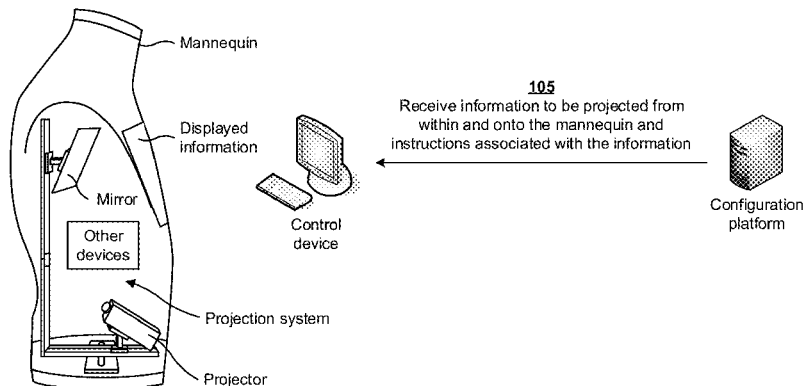 Mannequin
Displayed
information
Mirror
Other
devices
Projection system
Projector
Control
device
105
Receive information to be projected from
within and onto the mannequin and
instructions associated with the information
Configuration
platform